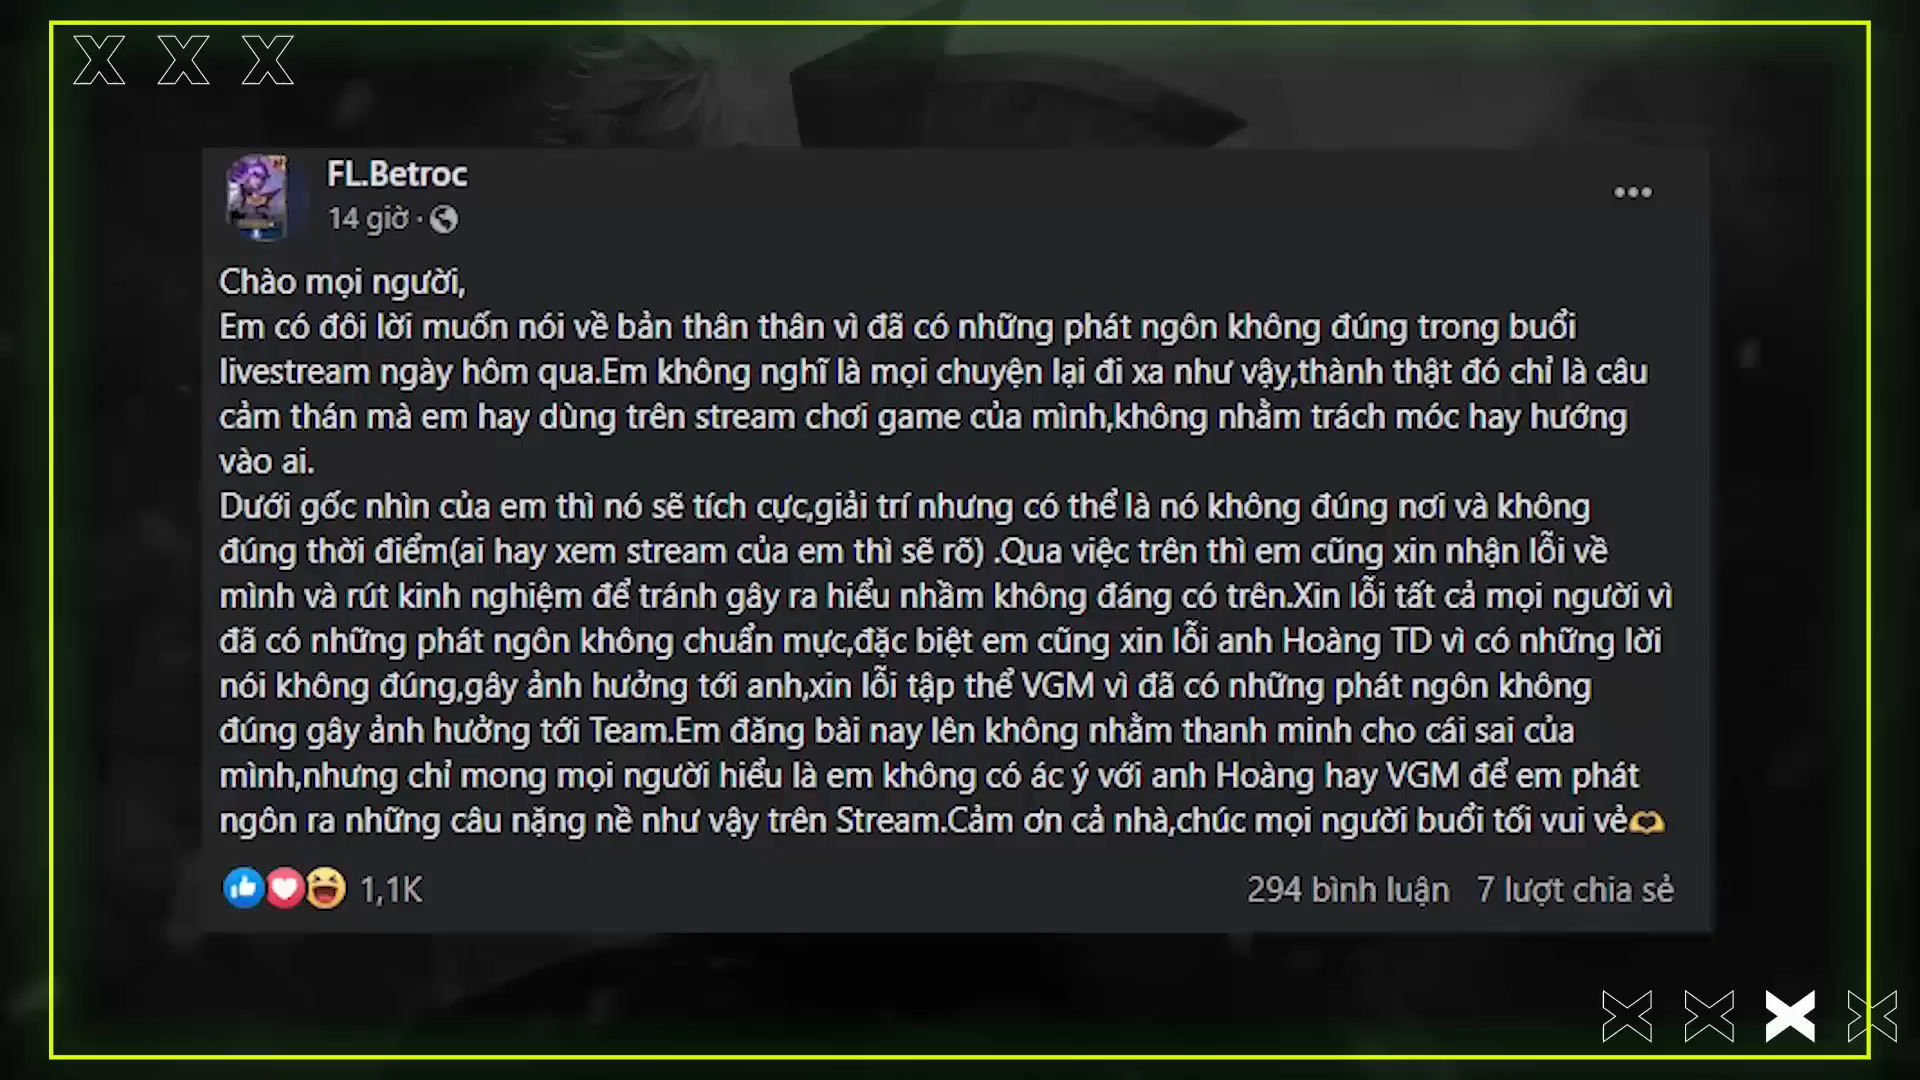 FL.Betroc
14 giờ ·
Chào mọi người,
Em có đôi lời muốn nói về bản thân thân vì đã có những phát ngôn không đúng trong buổi
livestream ngày hôm qua.Em không nghĩ là mọi chuyện lại đi xa như vậy,thành thật đó chỉ là câu
cảm thán mà em hay dùng trên stream chơi game của mình,không nhằm trách móc hay hướng
vào ai.
Dưới gốc nhìn của em thì nó sẽ tích cực,giải trí nhưng có thể là nó không đúng nơi và không
đúng thời điểm(ai hay xem stream của em thì sẽ rõ) .Qua việc trên thì em cũng xin nhận lỗi về
mình và rút kinh nghiệm để tránh gây ra hiểu nhầm không đáng có trên.Xin lỗi tất cả mọi người vì
đã có những phát ngôn không chuẩn mực,đặc biệt em cũng xin lỗi anh Hoàng TD vì có những lời
nói không đúng,gây ảnh hưởng tới anh,xin lỗi tập thể VGM vì đã có những phát ngôn không
đúng gây ảnh hưởng tới Team.Em đăng bài nay lên không nhằm thanh minh cho cái sai của
mình,nhưng chỉ mong mọi người hiểu là em không có ác ý với anh Hoàng hay VGM để em phát
ngôn ra những câu nặng nề như vậy trên Stream.Cảm ơn cả nhà,chúc mọi người buổi tối vui vẻ🫶
1,1K
294 bình luận 7 lượt chia sẻ